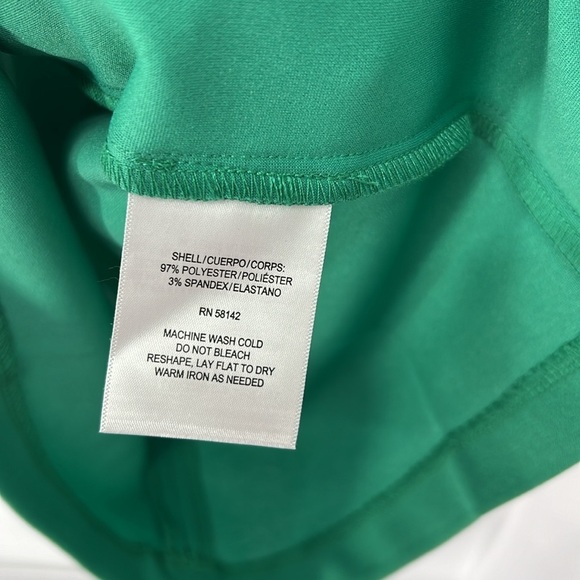 SHELL/CUERPO/CORPS:
97% POLYESTER/POLIÉSTER
3% SPANDEX/ELASTANO
RN 58142
MACHINE WASH COLD
DO NOT BLEACH
RESHAPE, LAY FLAT TO DRY
WARM IRON AS NEEDED